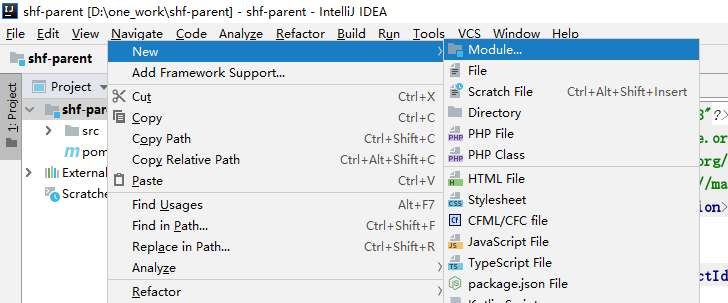 shf-parent [D:\one_work\shf-parent] - shf-parent - IntelliJ IDEA
File Edit View Navigate Code Analyze Refactor Build Run Tools VCS Window Help
shf-parent
1: Project
Project
shf-pare
src
pom
External
Scratche
New
Add Framework Support...
Cut Ctrl+X
Copy Ctrl+C
Copy Path Ctrl+Shift+C
Copy Relative Path Ctrl+Alt+Shift+C
Paste Ctrl+V
Find Usages Alt+F7
Find in Path... Ctrl+Shift+F
Replace in Path... Ctrl+Shift+R
Analyze
Refactor
Module...
File
Scratch File Ctrl+Alt+Shift+Insert
Directory
PHP File
PHP Class
HTML File
Stylesheet
CFML/CFC file
JavaScript File
TypeScript File
package.json File
8"?>
e.or
org/
//ma
ion>
ctId